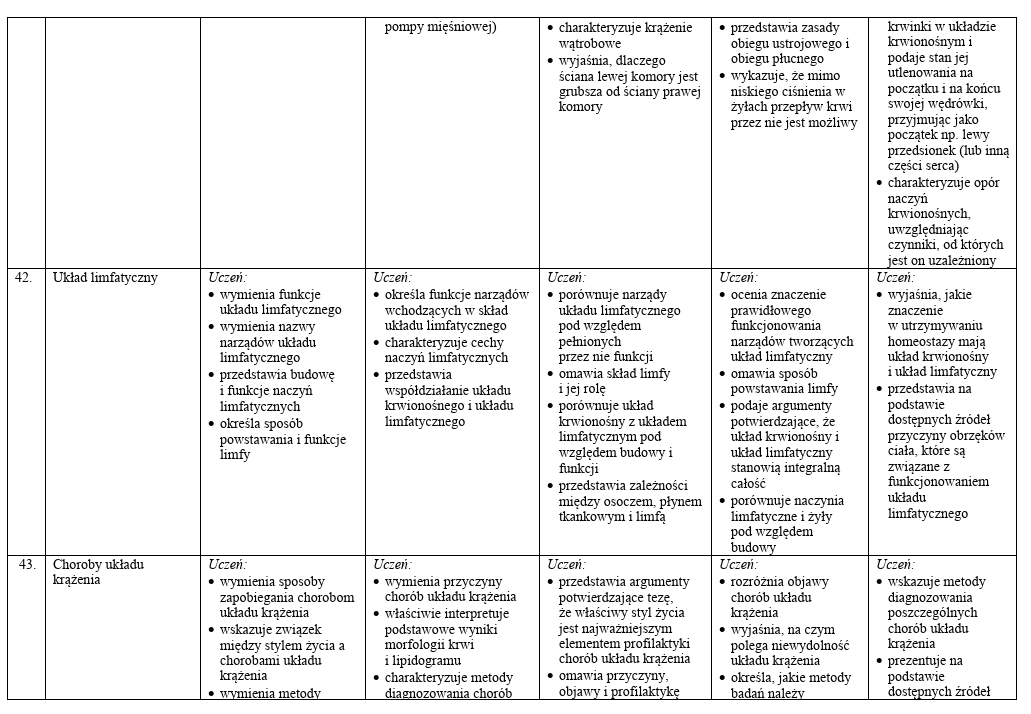 pompy mięśniowej)
• charakteryzuje krążenie
wątrobowe
• wyjaśnia, dlaczego
ściana lewej komory jest
grubsza od ściany prawej
komory
• przedstawia zasady
obiegu ustrojowego i
obiegu płucnego
• wykazuje, że mimo
niskiego ciśnienia w
żyłach przepływ krwi
przez nie jest możliwy
krwinki w układzie
krwionośnym i
podaje stan jej
utlenowania na
początku i na końcu
swojej wędrówki,
przyjmując jako
początek np. lewy
przedsionek (lub inną
części serca)
• charakteryzuje opór
naczyń
krwionośnych,
uwzględniając
czynniki, od których
jest on uzależniony
42.
Układ limfatyczny
Uczeń:
• wymienia funkcje
układu limfatycznego
• wymienia nazwy
narządów układu
limfatycznego
• przedstawia budowę
i funkcje naczyń
limfatycznych
• określa sposób
powstawania i funkcje
limfy
Uczeń:
• określa funkcje narządów
wchodzących w skład
układu limfatycznego
• charakteryzuje cechy
naczyń limfatycznych
• przedstawia
współdziałanie układu
krwionośnego i układu
limfatycznego
Uczeń:
• porównuje narządy
układu limfatycznego
pod względem
pełnionych
przez nie funkcji
• omawia skład limfy
i jej rolę
• porównuje układ
krwionośny z układem
limfatycznym pod
względem budowy i
funkcji
• przedstawia zależności
między osoczem, płynem
tkankowym i limfą
Uczeń:
• ocenia znaczenie
prawidłowego
funkcjonowania
narządów tworzących
układ limfatyczny
• omawia sposób
powstawania limfy
• podaje argumenty
potwierdzające, że
układ krwionośny i
układ limfatyczny
stanowią integralną
całość
• porównuje naczynia
limfatyczne i żyły
pod względem
budowy
Uczeń:
• wyjaśnia, jakie
znaczenie
w utrzymywaniu
homeostazy mają
układ krwionośny
i układ limfatyczny
• przedstawia na
podstawie
dostępnych źródeł
przyczyny obrzęków
ciała, które są
związane z
funkcjonowaniem
układu
limfatycznego
43.
Choroby układu
krążenia
Uczeń:
• wymienia sposoby
zapobiegania chorobom
układu krążenia
• wskazuje związek
między stylem życia a
chorobami układu
krążenia
• wymienia metody
Uczeń:
• wymienia przyczyny
chorób układu krążenia
• właściwie interpretuje
podstawowe wyniki
morfologii krwi
i lipidogramu
• charakteryzuje metody
diagnozowania chorób
Uczeń:
• przedstawia argumenty
potwierdzające tezę,
że właściwy styl życia
jest najważniejszym
elementem profilaktyki
chorób układu krążenia
• omawia przyczyny,
objawy i profilaktykę
Uczeń:
• rozróżnia objawy
chorób układu
krążenia
• wyjaśnia, na czym
polega niewydolność
układu krążenia
• określa, jakie metody
badań należy
Uczeń:
• wskazuje metody
diagnozowania
poszczególnych
chorób układu
krążenia
• prezentuje na
podstawie
dostępnych źródeł